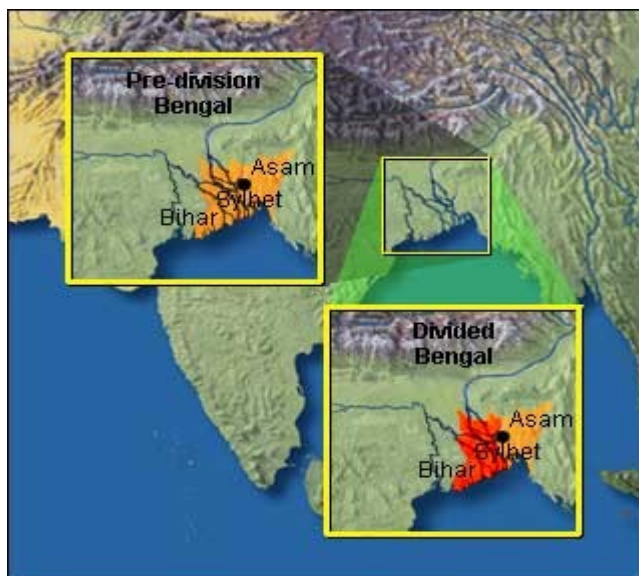 Pre-division
Bengal
Asam
Sylhet
Bihar
Divided
Bengal
Asam
Sylhet
Bihar